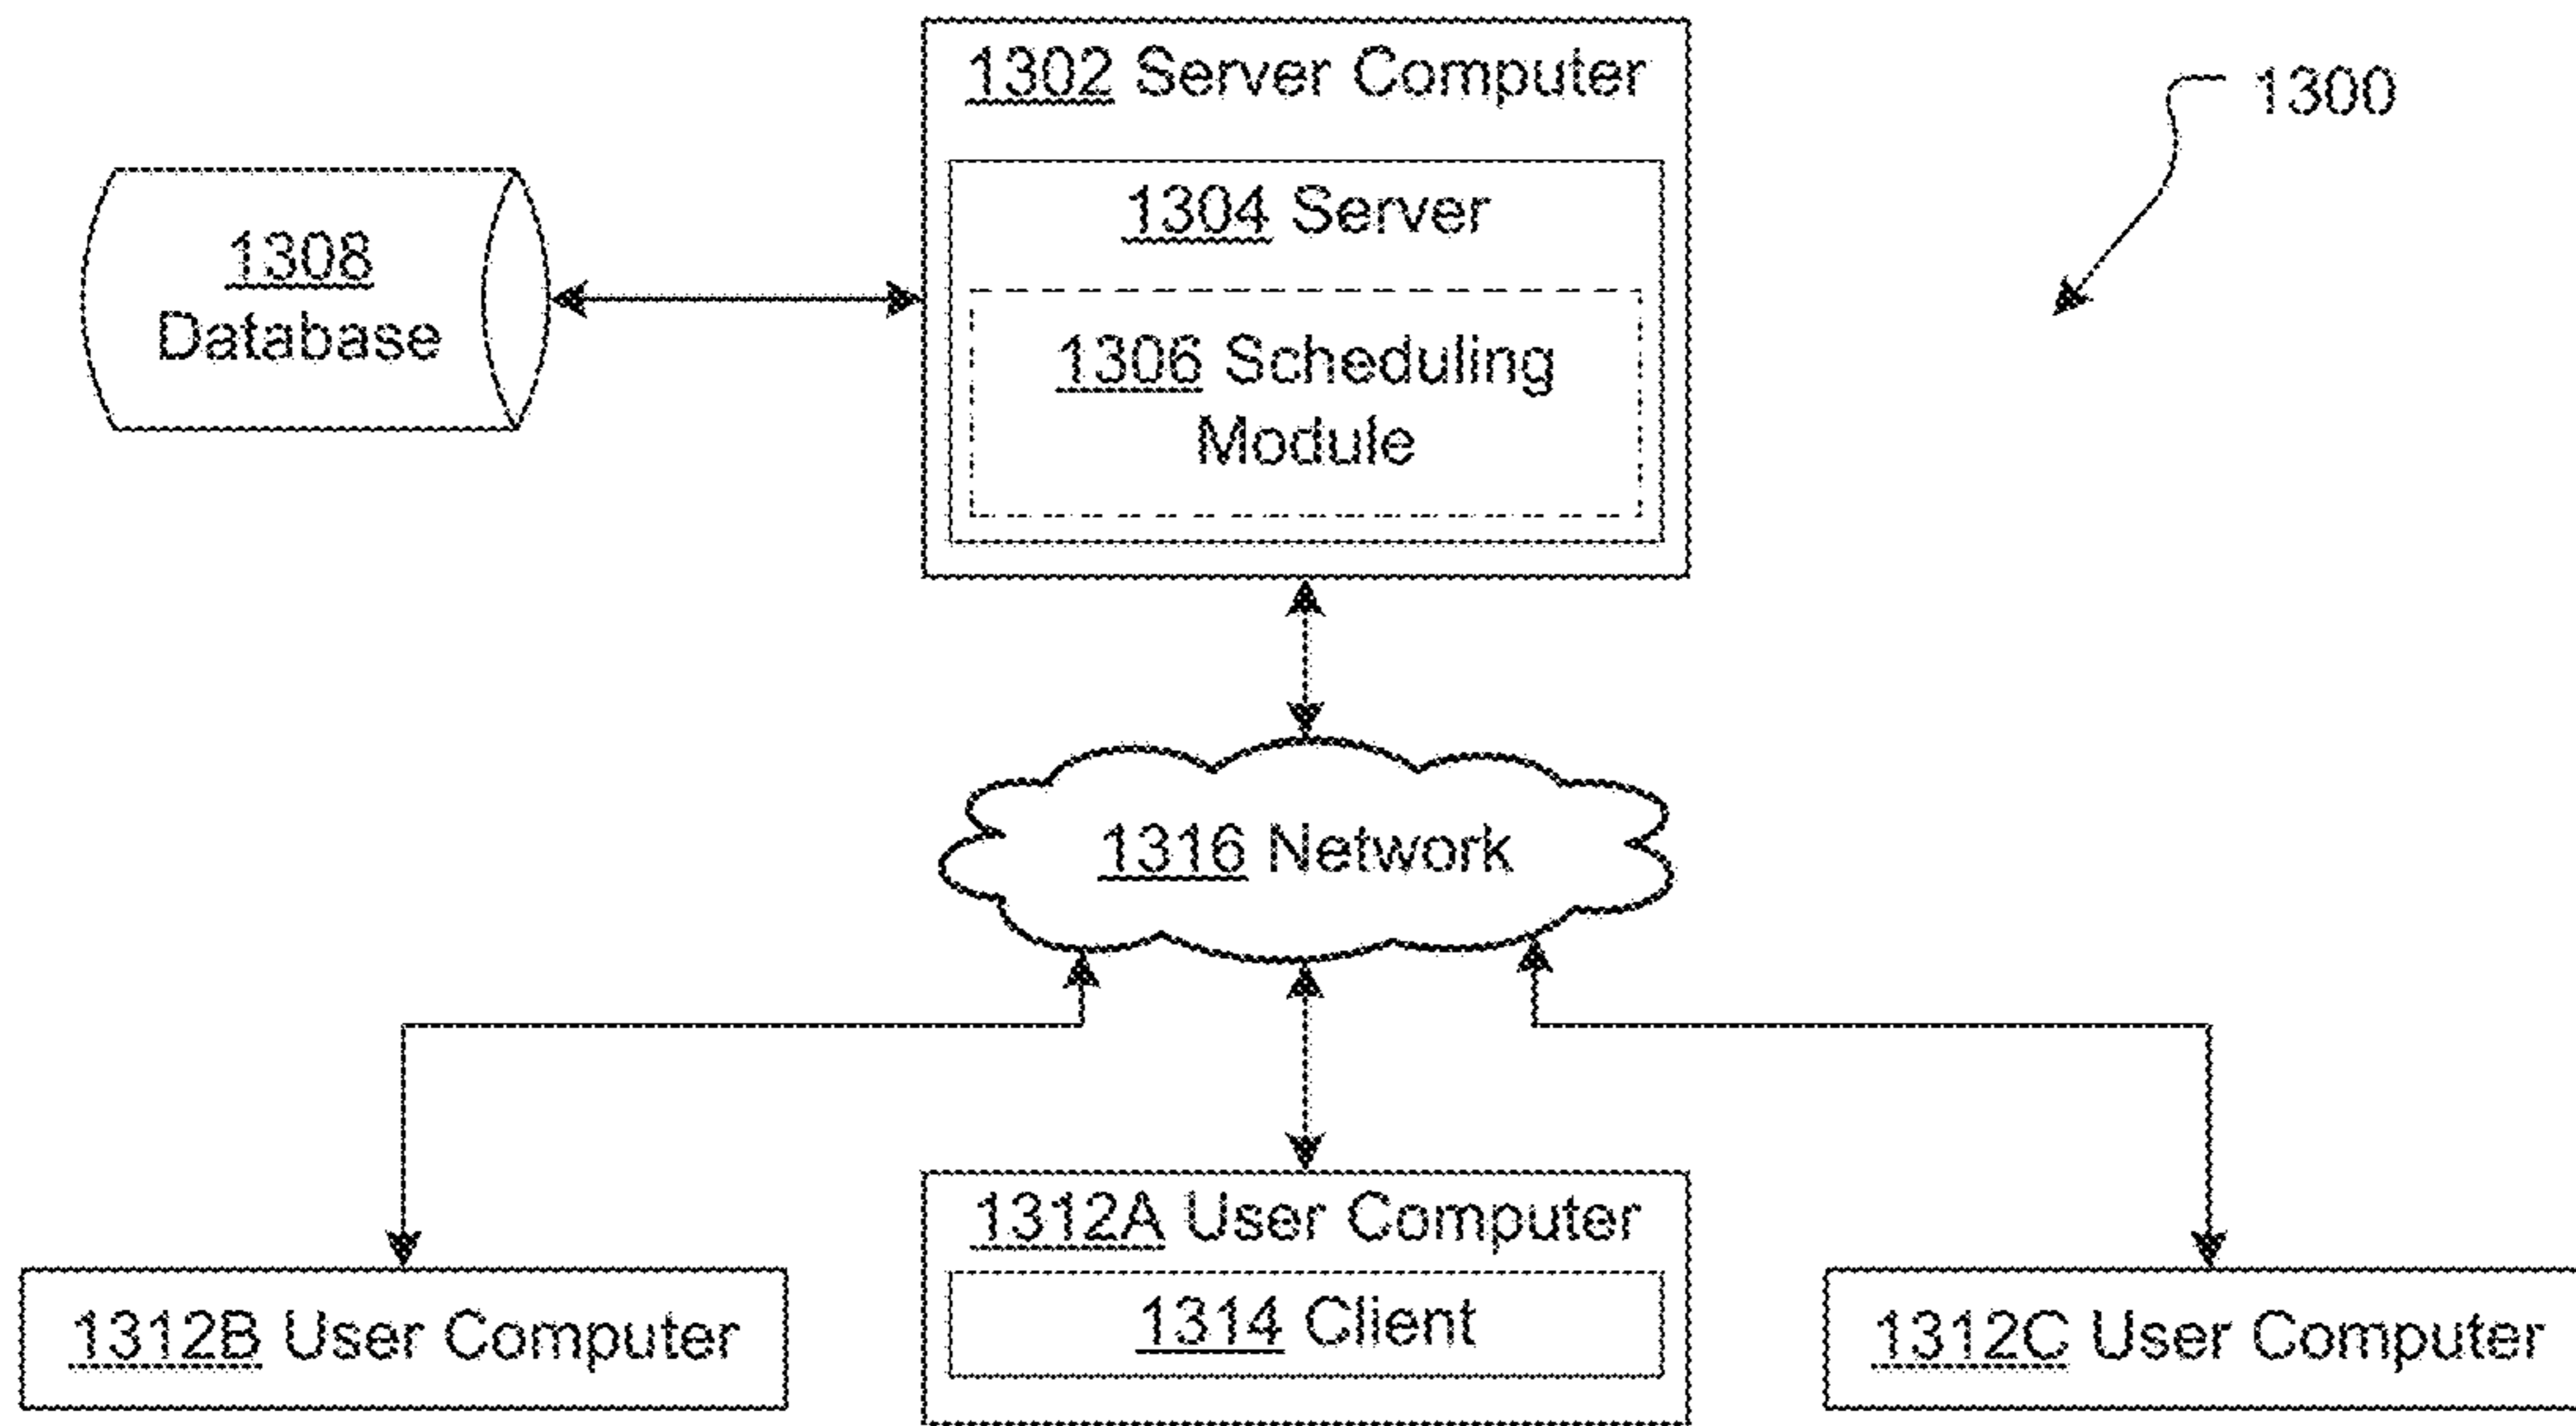 1302 Server Computer
1300
1304 Server
1308
Database
1306 Scheduling
Module
1316 Network
1312A User Computer
1314 Client
1312B User Computer
1312C User Computer